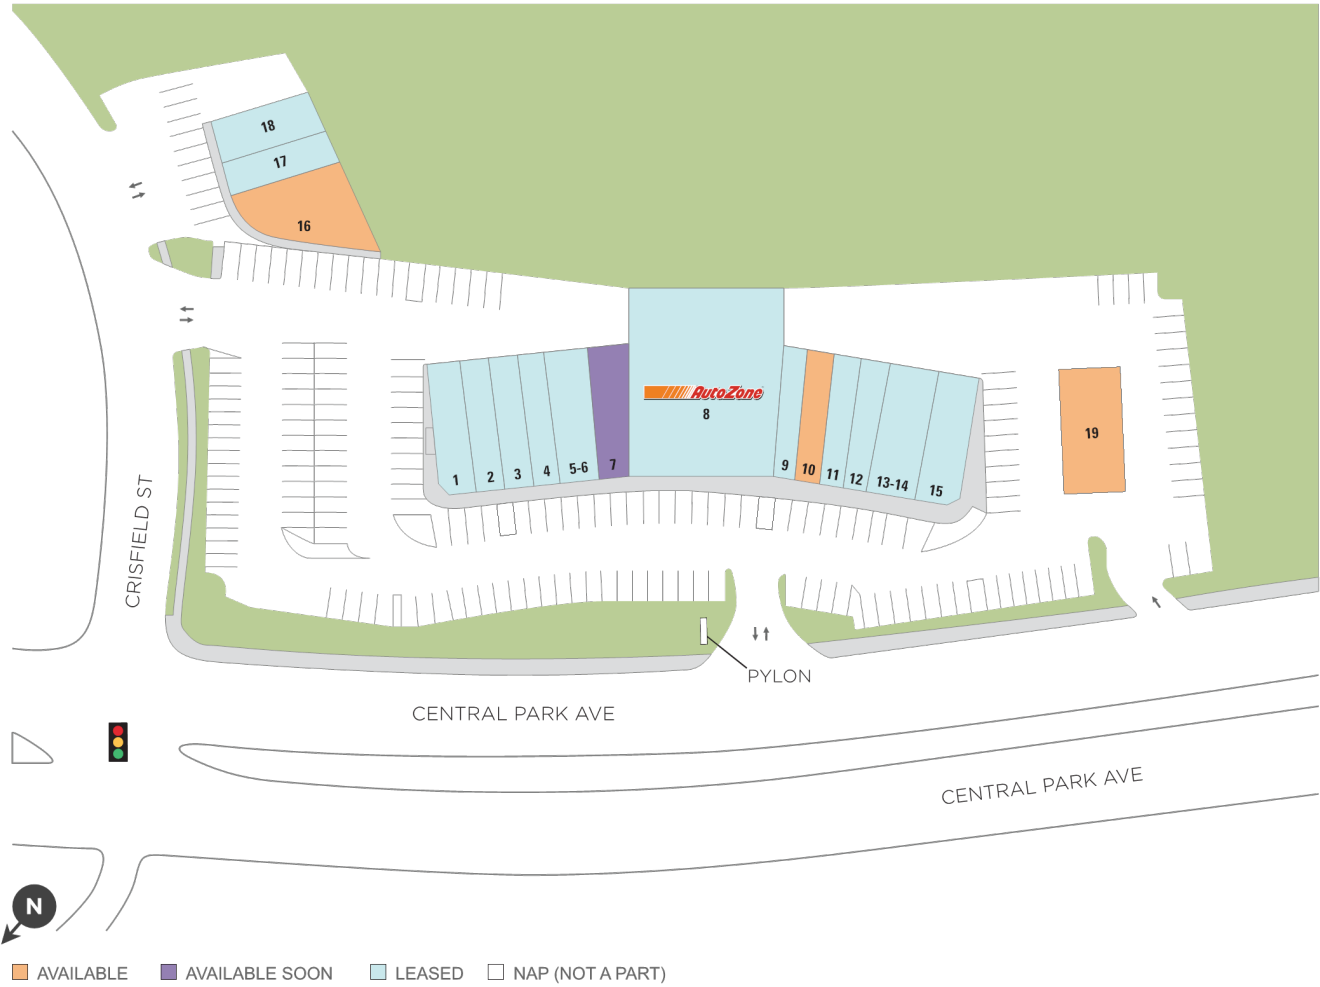 18
17
16
AutoZone
8
19
1
2
3
4
5-6
7
9
10
11
12
13-14
15
CRISFIELD ST
PYLON
CENTRAL PARK AVE
CENTRAL PARK AVE
N
AVAILABLE
AVAILABLE SOON
LEASED
NAP (NOT A PART)